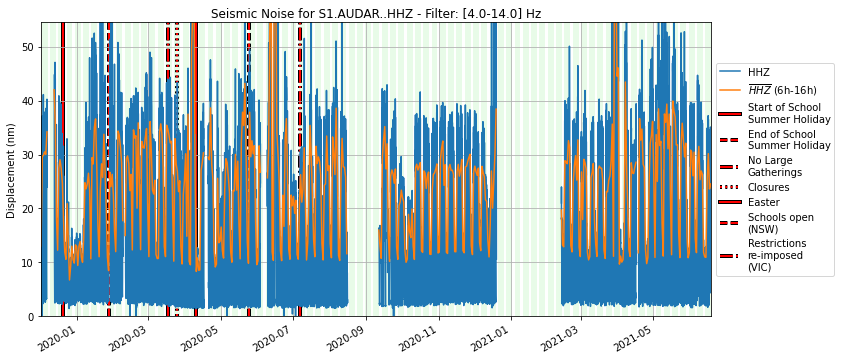 Seismic Noise for S1.AUDAR..HHZ - Filter: [4.0-14.0] Hz
Displacement (nm)
50
40
30
20
10
0
2020-01
2020-03
2020-05
2020-07
2020-09
2020-11
2021-01
2021-03
2021-05
HHZ
HHZ (6h-16h)
Start of School
Summer Holiday
End of School
Summer Holiday
No Large
Gatherings
Closures
Easter
Schools open
(NSW)
Restrictions
re-imposed
(VIC)